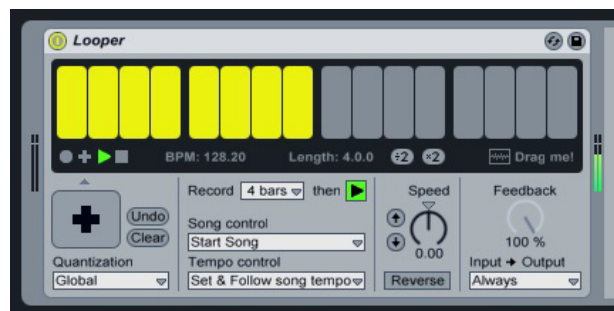 Looper
BPM: 128.20 Length: 4.0.0 ÷2 ×2 Drag me!
Record 4 bars then Speed Feedback
Undo
Clear
Song control
Start Song
0.00 100 %
Quantization Tempo control Input → Output
Global Set & Follow song tempo Reverse Always